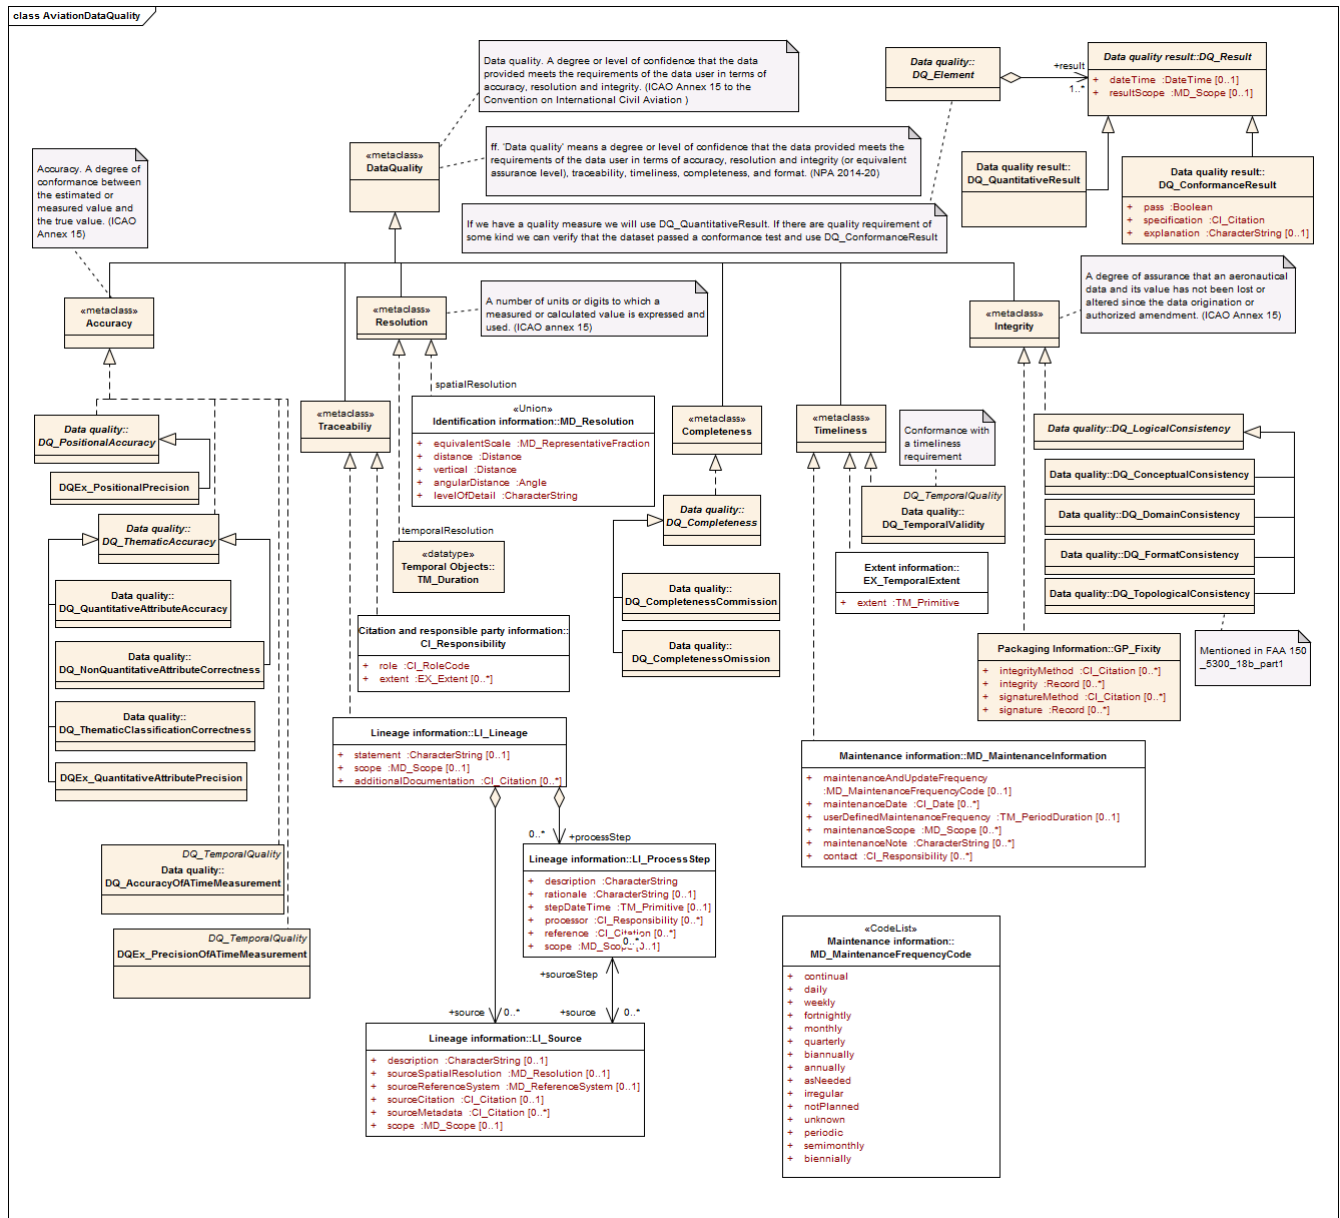 class AviationDataQuality
Data quality. A degree or level of confidence that the data
provided meets the requirements of the data user in terms of
accuracy, resolution and integrity. (ICAO Annex 15 to the
Convention on International Civil Aviation )
Data quality::
DQ_Element
+result
1..*
Data quality result::DQ_Result
+ dateTime :DateTime [0..1]
+ resultScope :MD_Scope [0..1]
«metaclass»
DataQuality
ff. 'Data quality' means a degree or level of confidence that the data provided meets the
requirements of the data user in terms of accuracy, resolution and integrity (or equivalent
assurance level), traceability, timeliness, completeness, and format. (NPA 2014-20)
Data quality result::
DQ_QuantitativeResult
Data quality result::
DQ_ConformanceResult
+ pass :Boolean
+ specification :CI_Citation
+ explanation :CharacterString [0..1]
Accuracy. A degree of
conformance between
the estimated or
measured value and
the true value. (ICAO
Annex 15)
If we have a quality measure we will use DQ_QuantitativeResult. If there are quality requirement of
some kind we can verify that the dataset passed a conformance test and use DQ_ConformanceResult
A degree of assurance that an aeronautical
data and its value has not been lost or
altered since the data origination or
authorized amendment. (ICAO Annex 15)
«metaclass»
Accuracy
«metaclass»
Resolution
A number of units or digits to which a
measured or calculated value is expressed and
used. (ICAO annex 15)
«metaclass»
Integrity
spatialResolution
«metaclass»
Traceabiliy
«Union»
Identification information::MD_Resolution
+ equivalentScale :MD_RepresentativeFraction
+ distance :Distance
+ vertical :Distance
+ angularDistance :Angle
+ levelOfDetail :CharacterString
«metaclass»
Completeness
«metaclass»
Timeliness
Conformance with
a timeliness
requirement
Data quality::
DQ_PositionalAccuracy
DQEx_PositionalPrecision
Data quality::DQ_LogicalConsistency
Data quality::DQ_ConceptualConsistency
Data quality::DQ_DomainConsistency
Data quality::DQ_FormatConsistency
Data quality::DQ_TopologicalConsistency
DQ_TemporalQuality
Data quality::
DQ_TemporalValidity
Data quality::
DQ_Completeness
Data quality::
DQ_ThematicAccuracy
temporalResolution
«datatype»
Temporal Objects::
TM_Duration
Extent information::
EX_TemporalExtent
+ extent :TM_Primitive
Data quality::
DQ_QuantitativeAttributeAccuracy
Data quality::
DQ_CompletenessCommission
Data quality::
DQ_CompletenessOmission
Citation and responsible party information::
CI_Responsibility
+ role :CI_RoleCode
+ extent :EX_Extent [0..*]
Data quality::
DQ_NonQuantitativeAttributeCorrectness
Packaging Information::GP_Fixity
+ integrityMethod :CI_Citation [0..*]
+ integrity :Record [0..*]
+ signatureMethod :CI_Citation [0..*]
+ signature :Record [0..*]
Mentioned in FAA 150
_5300_18b_part1
Data quality::
DQ_ThematicClassificationCorrectness
DQEx_QuantitativeAttributePrecision
Lineage information::LI_Lineage
+ statement :CharacterString [0..1]
+ scope :MD_Scope [0..1]
+ additionalDocumentation :CI_Citation [0..*]
Maintenance information::MD_MaintenanceInformation
+ maintenanceAndUpdateFrequency
:MD_MaintenanceFrequencyCode [0..1]
+ maintenanceDate :CI_Date [0..*]
+ userDefinedMaintenanceFrequency :TM_PeriodDuration [0..1]
+ maintenanceScope :MD_Scope [0..*]
+ maintenanceNote :CharacterString [0..*]
+ contact :CI_Responsibility [0..*]
0..*
+processStep
DQ_TemporalQuality
Data quality::
DQ_AccuracyOfATimeMeasurement
Lineage information::LI_ProcessStep
+ description :CharacterString
+ rationale :CharacterString [0..1]
+ stepDateTime :TM_Primitive [0..1]
+ processor :CI_Responsibility [0..*]
+ reference :CI_Citation [0..*]
+ scope :MD_Scope [0..1]
0..*
+sourceStep
DQ_TemporalQuality
DQEx_PrecisionOfATimeMeasurement
«CodeList»
Maintenance information::
MD_MaintenanceFrequencyCode
+ continual
+ daily
+ weekly
+ fortnightly
+ monthly
+ quarterly
+ biannually
+ annually
+ asNeeded
+ irregular
+ notPlanned
+ unknown
+ periodic
+ semimonthly
+ biennially
+source
0..*
+source
0..*
Lineage information::LI_Source
+ description :CharacterString [0..1]
+ sourceSpatialResolution :MD_Resolution [0..1]
+ sourceReferenceSystem :MD_ReferenceSystem [0..1]
+ sourceCitation :CI_Citation [0..1]
+ sourceMetadata :CI_Citation [0..*]
+ scope :MD_Scope [0..1]